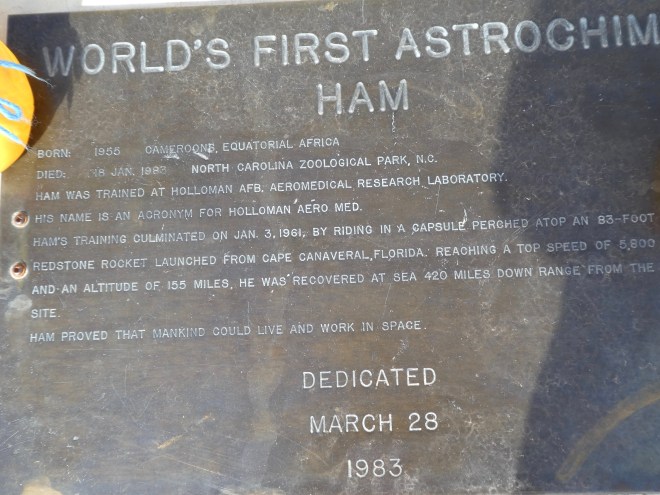 WORLD'S FIRST ASTROCHIM
HAM
BORN: 1955 CAMEROONS, EQUATORIAL AFRICA
DIED: 18 JAN. 1983 NORTH CAROLINA ZOOLOGICAL PARK, N.C.
HAM WAS TRAINED AT HOLLOMAN AFB. AEROMEDICAL RESEARCH LABORATORY.
HIS NAME IS AN ACRONYM FOR HOLLOMAN AERO MED.
HAM'S TRAINING CULMINATED ON JAN. 3, 1961, BY RIDING IN A CAPSULE PERCHED ATOP AN 83-FOOT
REDSTONE ROCKET LAUNCHED FROM CAPE CANAVERAL, FLORIDA. REACHING A TOP SPEED OF 5,800
AND AN ALTITUDE OF 155 MILES, HE WAS RECOVERED AT SEA 420 MILES DOWN RANGE FROM THE
SITE.
HAM PROVED THAT MANKIND COULD LIVE AND WORK IN SPACE.
DEDICATED
MARCH 28
1983